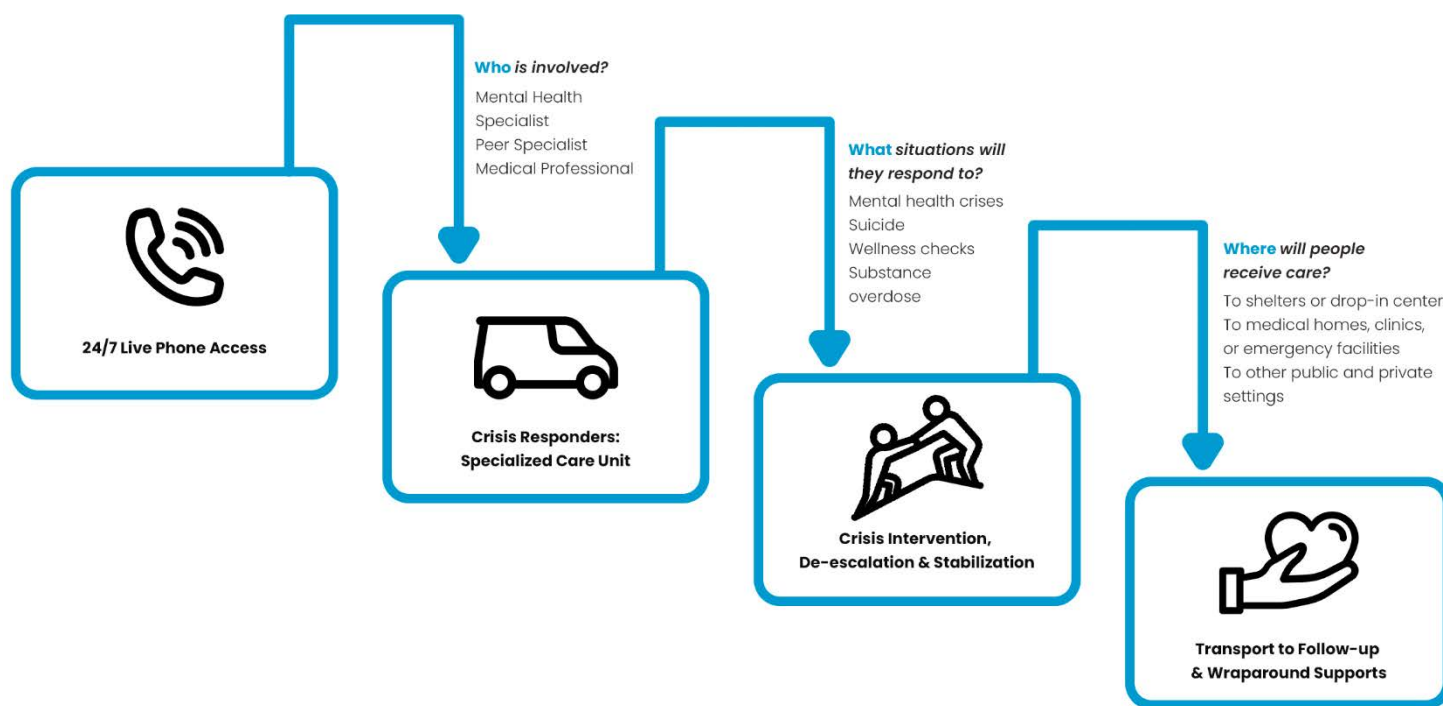 24/7 Live Phone Access
Who is involved?
Mental Health
Specialist
Peer Specialist
Medical Professional
Crisis Responders:
Specialized Care Unit
What situations will
they respond to?
Mental health crises
Suicide
Wellness checks
Substance
overdose
Crisis Intervention,
De-escalation & Stabilization
Where will people
receive care?
To shelters or drop-in center
To medical homes, clinics,
or emergency facilities
To other public and private
settings
Transport to Follow-up
& Wraparound Supports